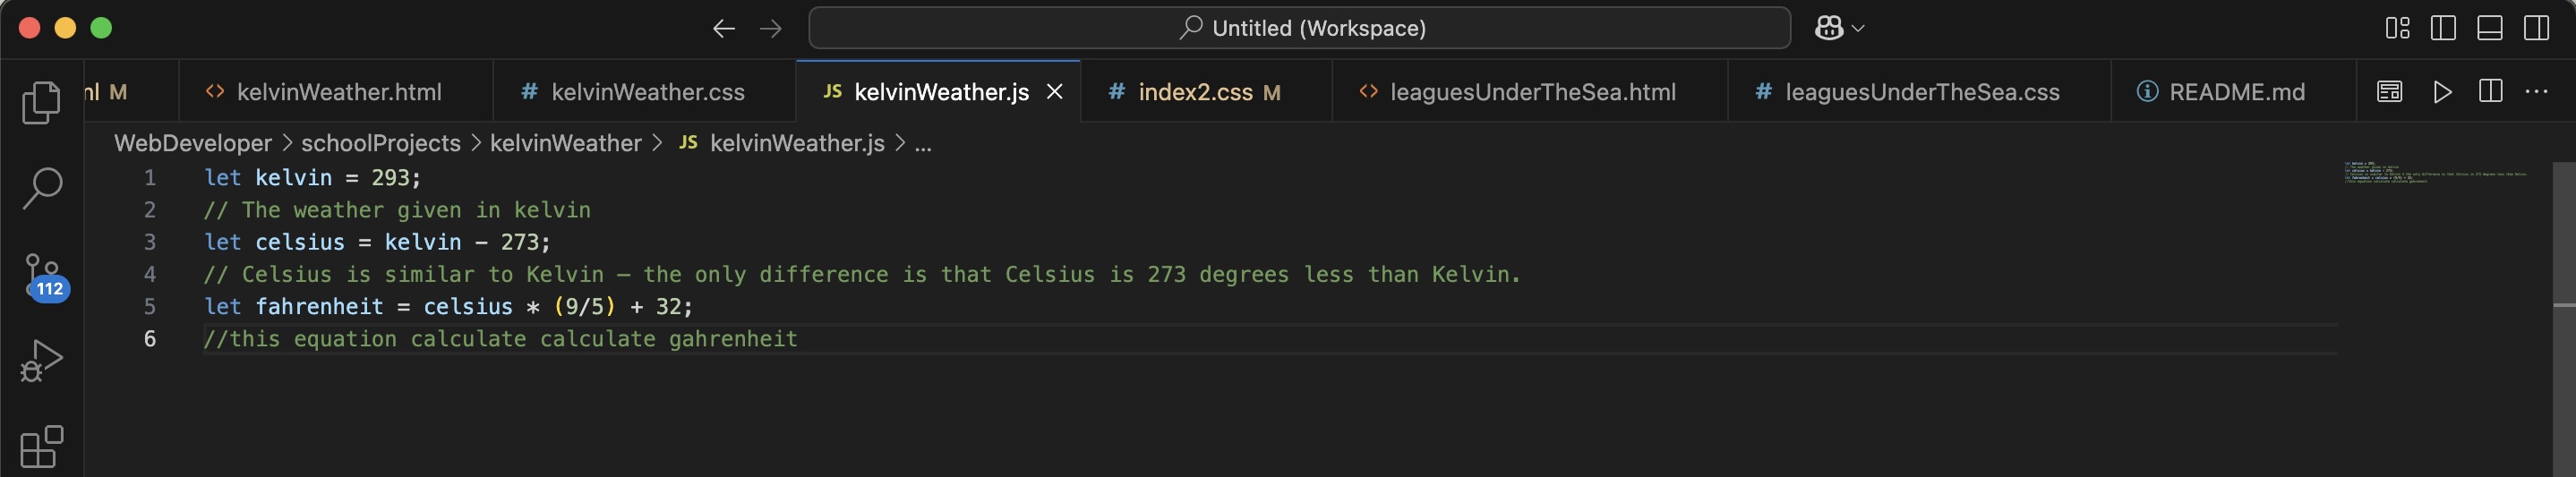 Untitled (Workspace)
nl M
<> kelvinWeather.html
# kelvinWeather.css
JS kelvinWeather.js
# index2.css M
<> leaguesUnderTheSea.html
# leaguesUnderTheSea.css
README.md
WebDeveloper > schoolProjects > kelvinWeather > JS kelvinWeather.js > ...
1 let kelvin = 293;
2 // The weather given in kelvin
3 let celsius = kelvin - 273;
4 // Celsius is similar to Kelvin — the only difference is that Celsius is 273 degrees less than Kelvin.
5 let fahrenheit = celsius * (9/5) + 32;
6 //this equation calculate calculate gahrenheit
112